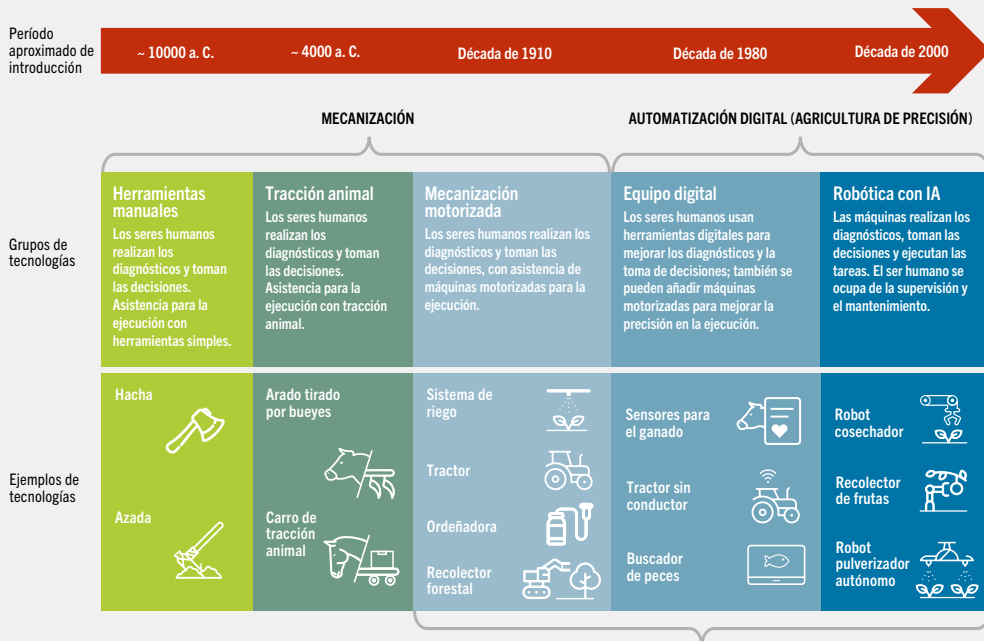 Período
aproximado de
introducción
~ 10000 a. C.
~ 4000 a. C.
Década de 1910
Década de 1980
Década de 2000
MECANIZACIÓN
AUTOMATIZACIÓN DIGITAL (AGRICULTURA DE PRECISIÓN)
Grupos de
tecnologías
Herramientas
manuales
Los seres humanos
realizan los
diagnósticos y toman
las decisiones.
Asistencia para la
ejecución con
herramientas simples.
Tracción animal
Los seres humanos
realizan los
diagnósticos y toman
las decisiones.
Asistencia para la
ejecución con tracción
animal.
Mecanización
motorizada
Los seres humanos realizan los
diagnósticos y toman las
decisiones, con asistencia de
máquinas motorizadas para la
ejecución.
Equipo digital
Los seres humanos usan
herramientas digitales para
mejorar los diagnósticos y la
toma de decisiones; también se
pueden añadir máquinas
motorizadas para mejorar la
precisión en la ejecución.
Robótica con IA
Las máquinas realizan los
diagnósticos, toman las
decisiones y ejecutan las
tareas. El ser humano se
ocupa de la supervisión y
el mantenimiento.
Ejemplos de
tecnologías
Hacha
Azada
Arado tirado
por bueyes
Carro de
tracción
animal
Sistema de
riego
Tractor
Ordeñadora
Recolector
forestal
Sensores para
el ganado
Tractor sin
conductor
Buscador
de peces
Robot
cosechador
Recolector
de frutas
Robot
pulverizador
autónomo